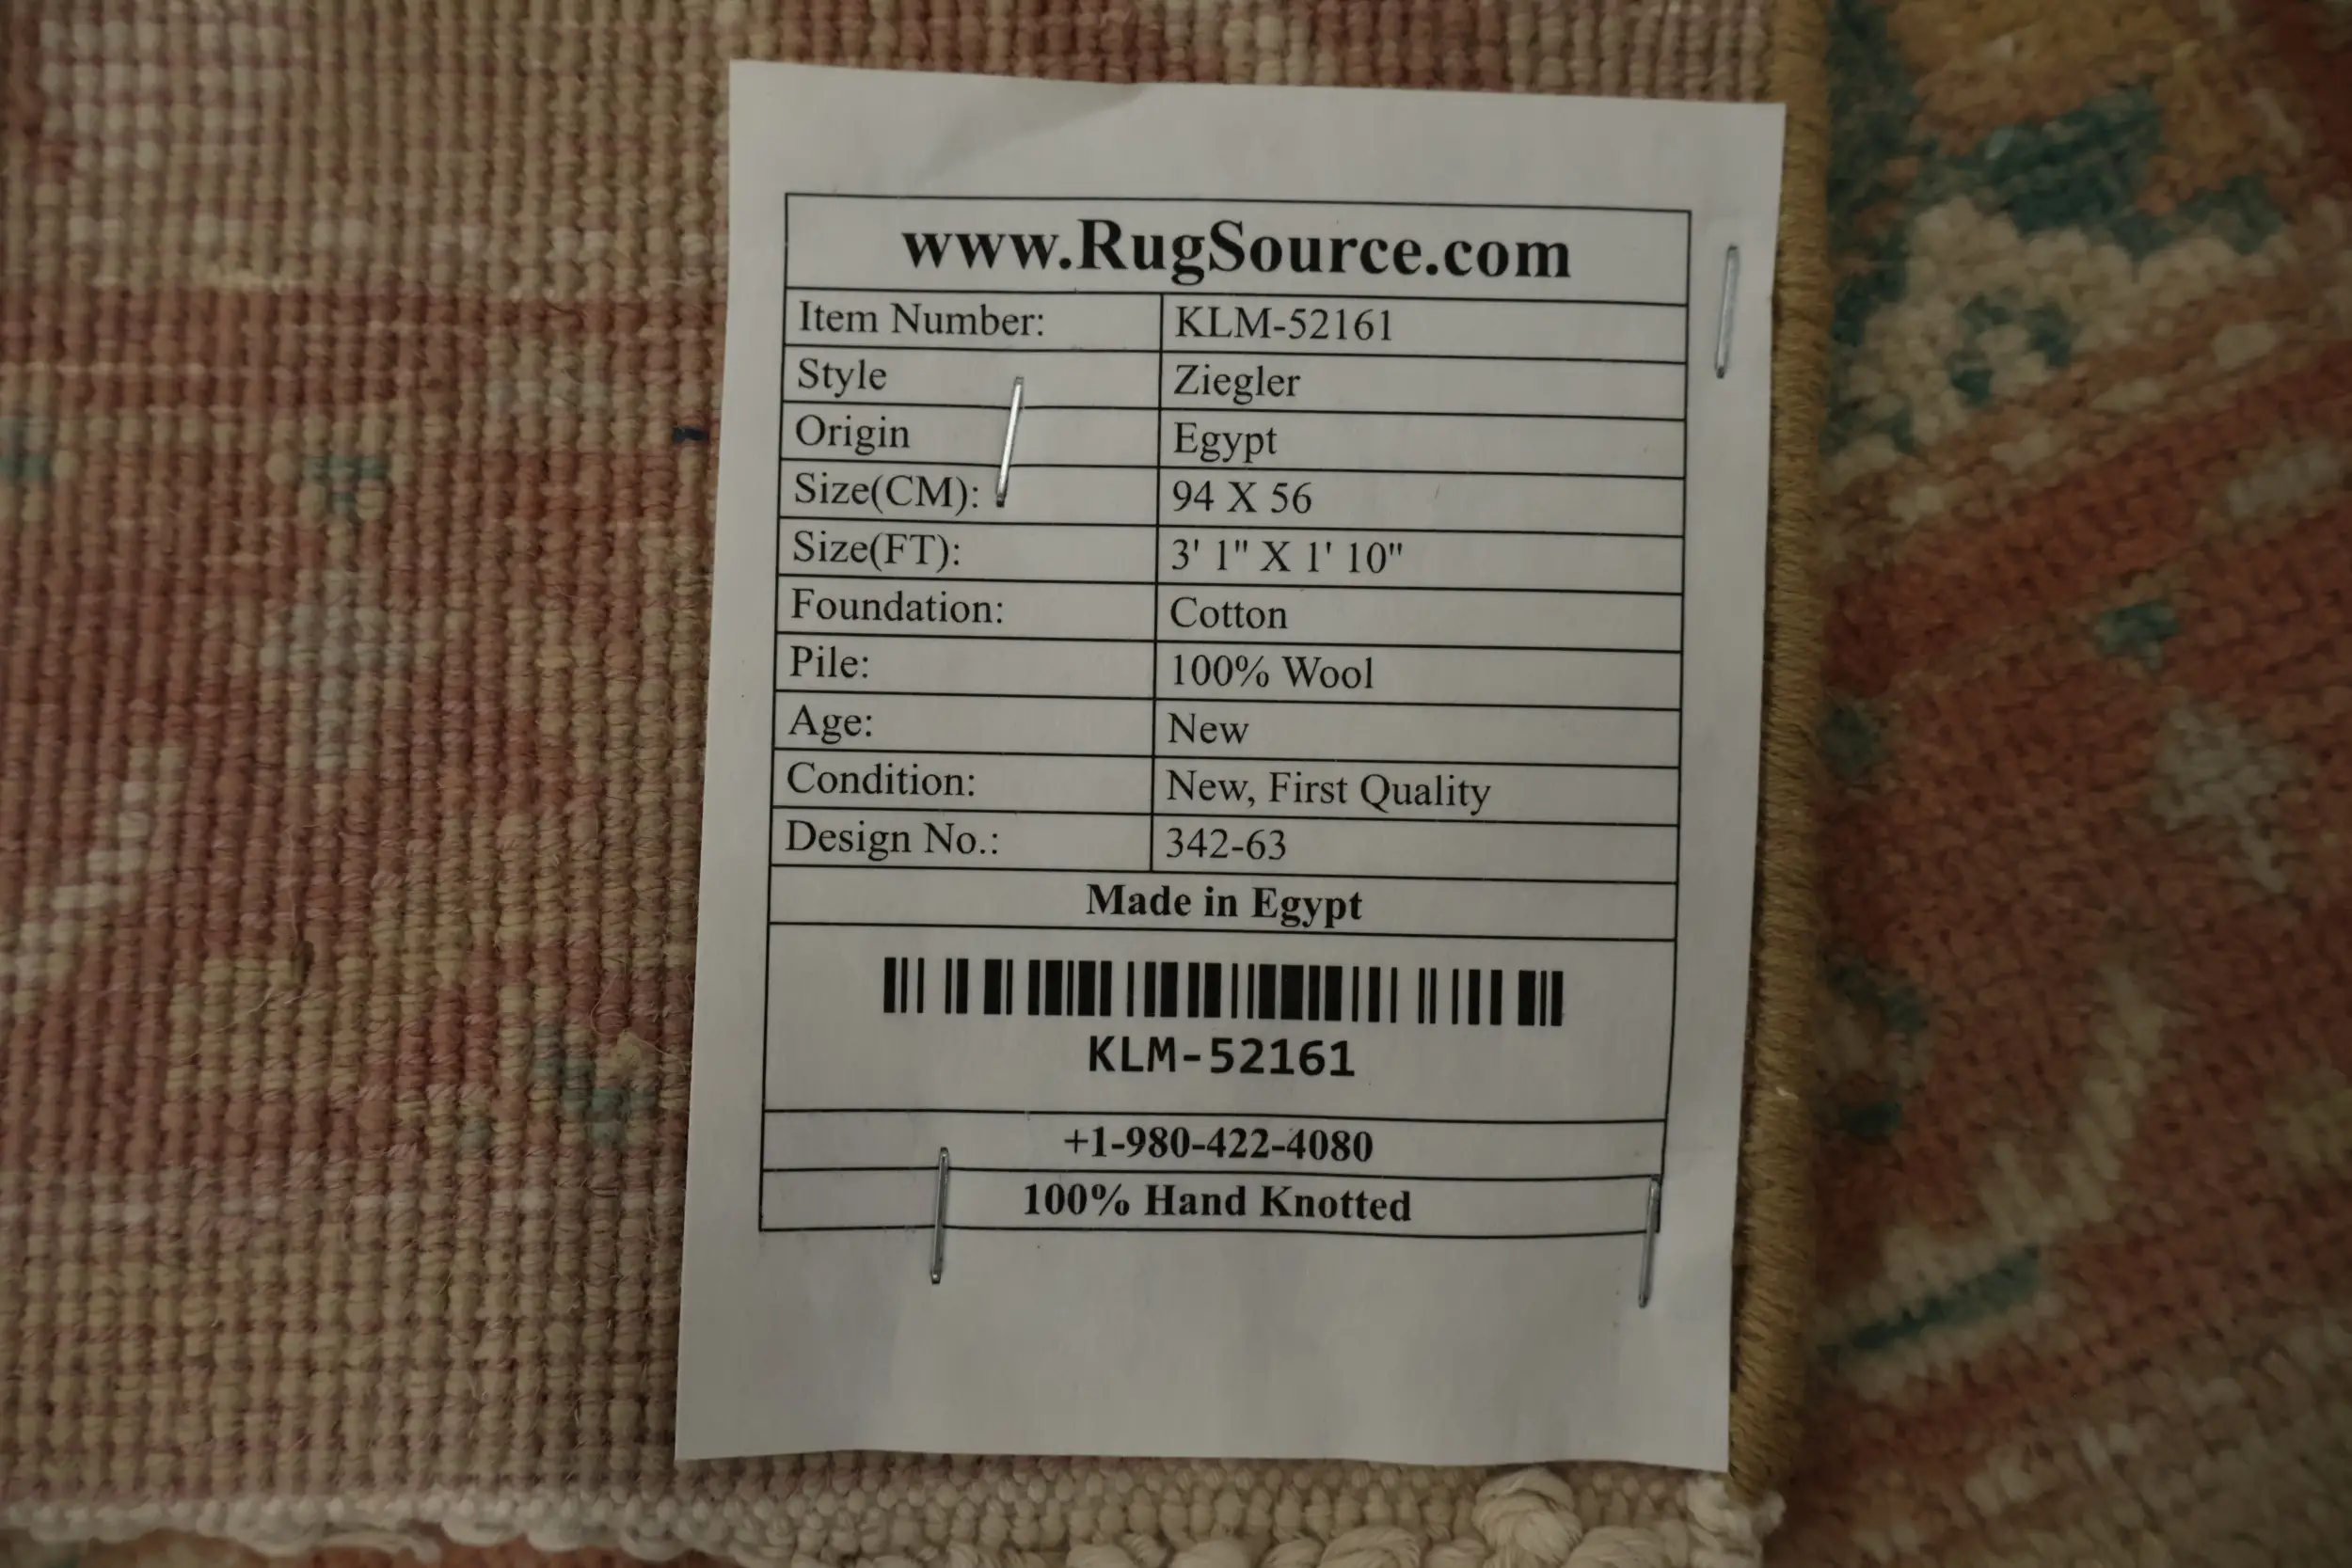 www.RugSource.com
Item Number: KLM-52161
Style Ziegler
Origin Egypt
Size(CM): 94 X 56
Size(FT): 3' 1" X 1' 10"
Foundation: Cotton
Pile: 100% Wool
Age: New
Condition: New, First Quality
Design No.: 342-63
Made in Egypt
KLM-52161
+1-980-422-4080
100% Hand Knotted